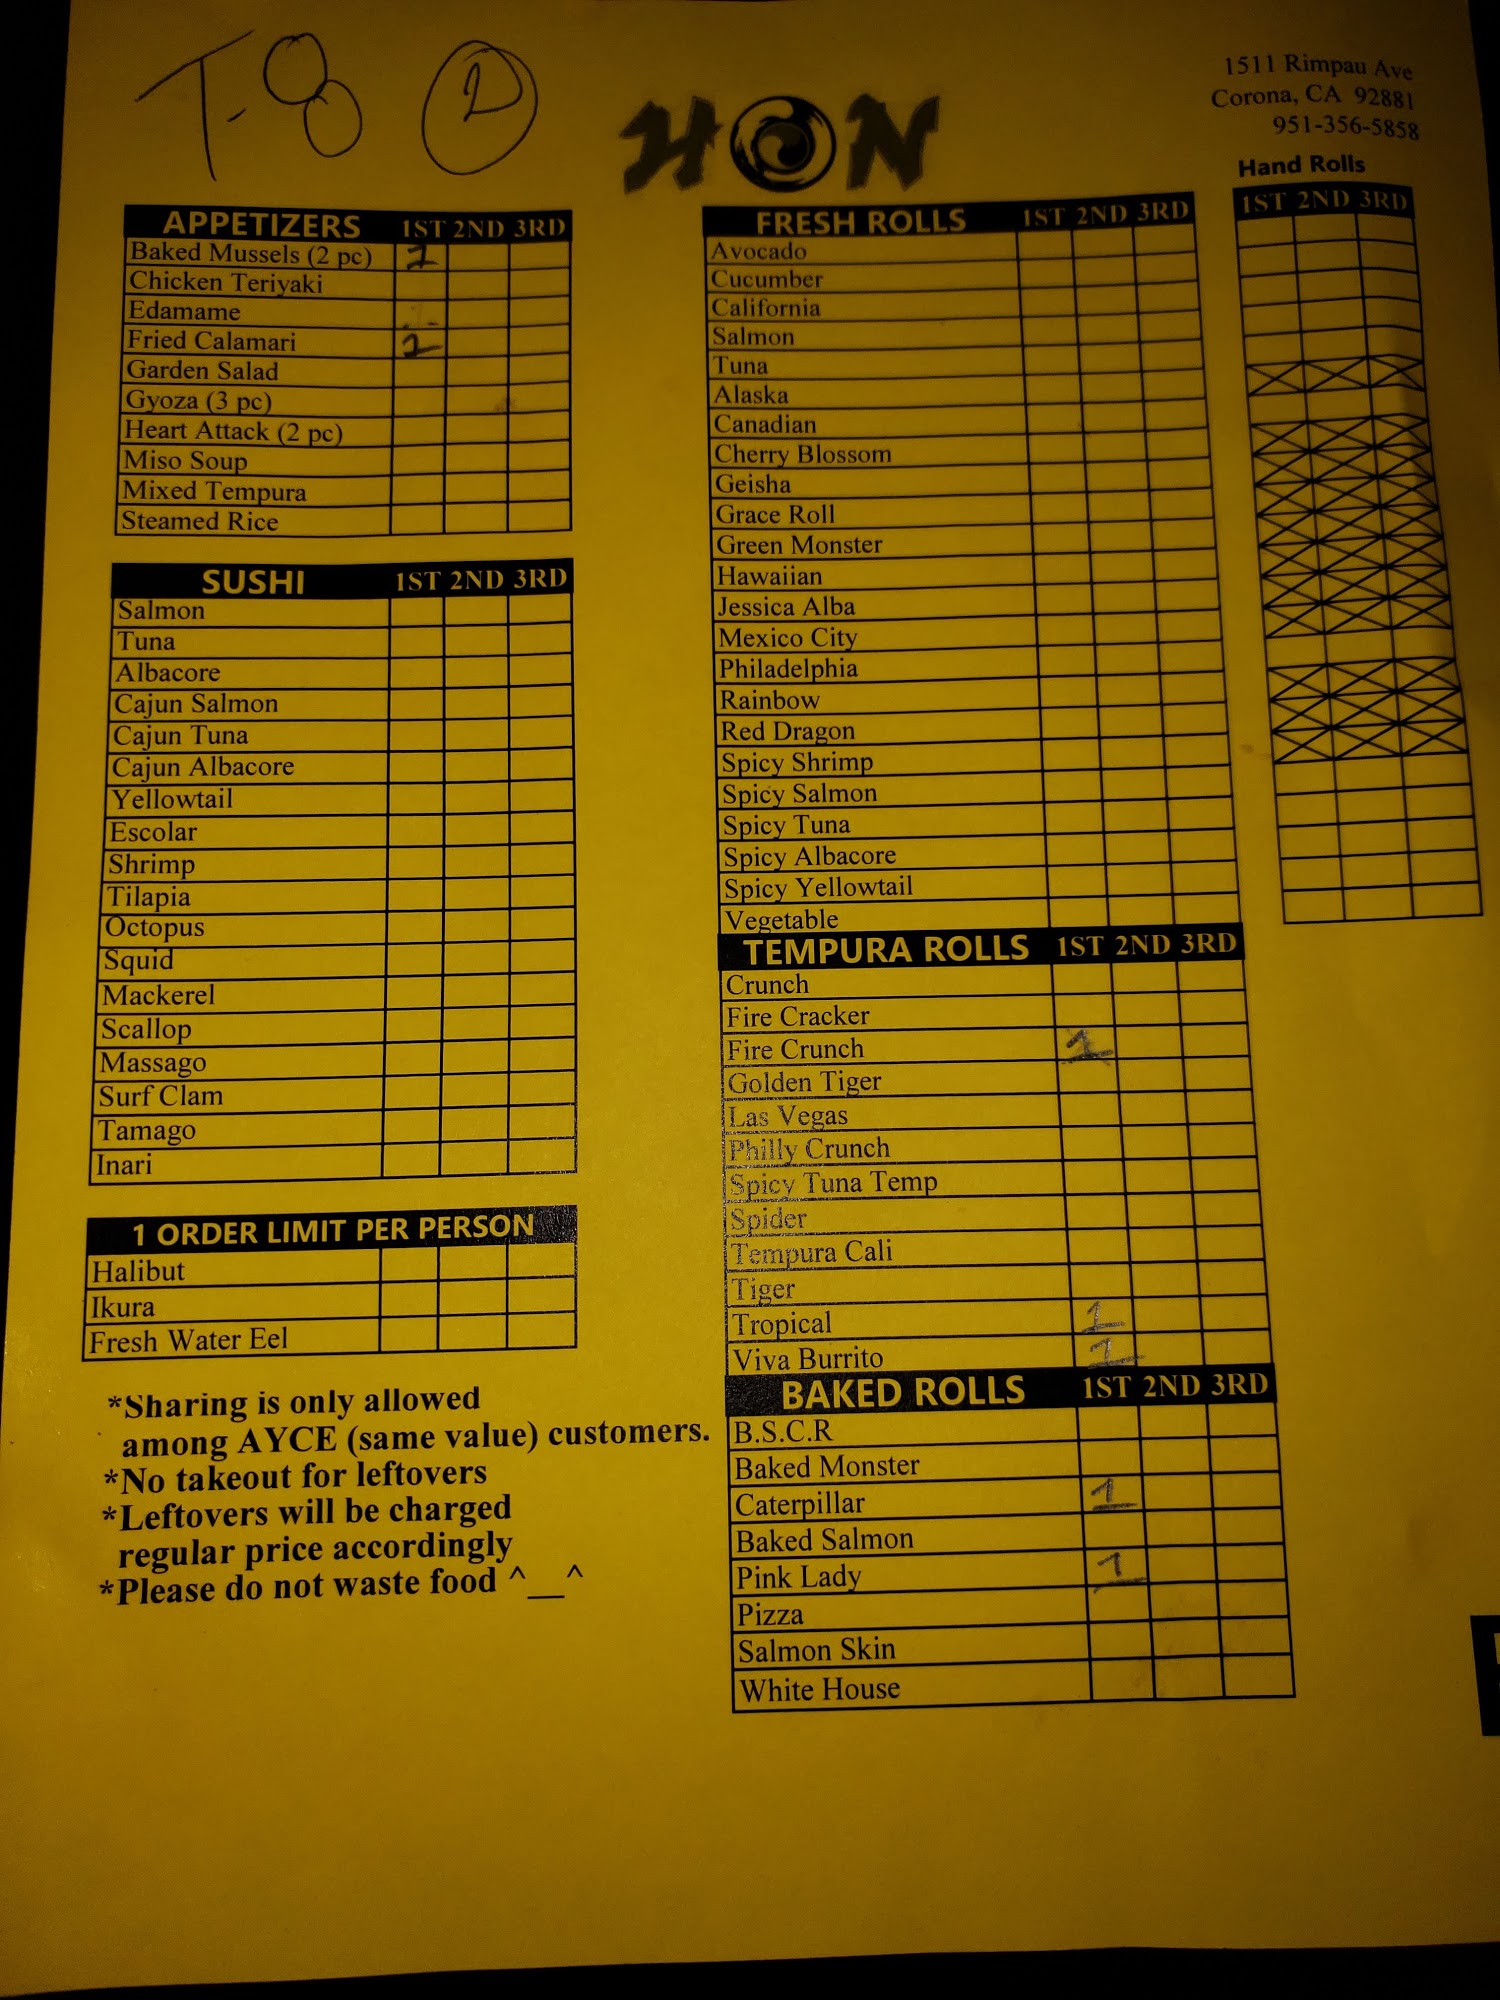 T-8 2
HON
1511 Rimpau Ave
Corona, CA 92881
951-356-5858
APPETIZERS 1ST 2ND 3RD
Baked Mussels (2 pc) 1
Chicken Teriyaki
Edamame
Fried Calamari 2
Garden Salad
Gyoza (3 pc)
Heart Attack (2 pc)
Miso Soup
Mixed Tempura
Steamed Rice
SUSHI 1ST 2ND 3RD
Salmon
Tuna
Albacore
Cajun Salmon
Cajun Tuna
Cajun Albacore
Yellowtail
Escolar
Shrimp
Tilapia
Octopus
Squid
Mackerel
Scallop
Massago
Surf Clam
Tamago
Inari
1 ORDER LIMIT PER PERSON
Halibut
Ikura
Fresh Water Eel
*Sharing is only allowed
among AYCE (same value) customers.
*No takeout for leftovers
*Leftovers will be charged
regular price accordingly
*Please do not waste food ^__^
FRESH ROLLS 1ST 2ND 3RD
Avocado
Cucumber
California
Salmon
Tuna
Alaska
Canadian
Cherry Blossom
Geisha
Grace Roll
Green Monster
Hawaiian
Jessica Alba
Mexico City
Philadelphia
Rainbow
Red Dragon
Spicy Shrimp
Spicy Salmon
Spicy Tuna
Spicy Albacore
Spicy Yellowtail
Vegetable
TEMPURA ROLLS 1ST 2ND 3RD
Crunch
Fire Cracker
Fire Crunch 1
Golden Tiger
Las Vegas
Philly Crunch
Spicy Tuna Temp
Spider
Tempura Cali
Tiger
Tropical 1
Viva Burrito 1
BAKED ROLLS 1ST 2ND 3RD
B.S.C.R
Baked Monster
Caterpillar 1
Baked Salmon
Pink Lady 1
Pizza
Salmon Skin
White House
Hand Rolls
1ST 2ND 3RD